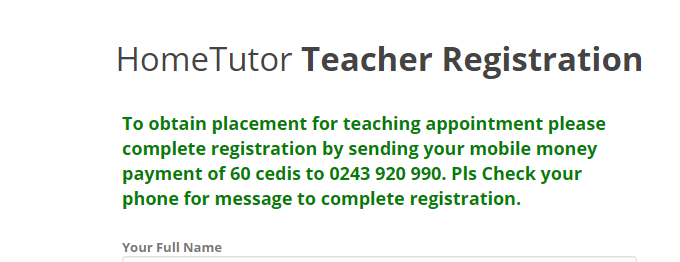 HomeTutor Teacher Registration
To obtain placement for teaching appointment please
complete registration by sending your mobile money
payment of 60 cedis to 0243 920 990. Pls Check your
phone for message to complete registration.
Your Full Name